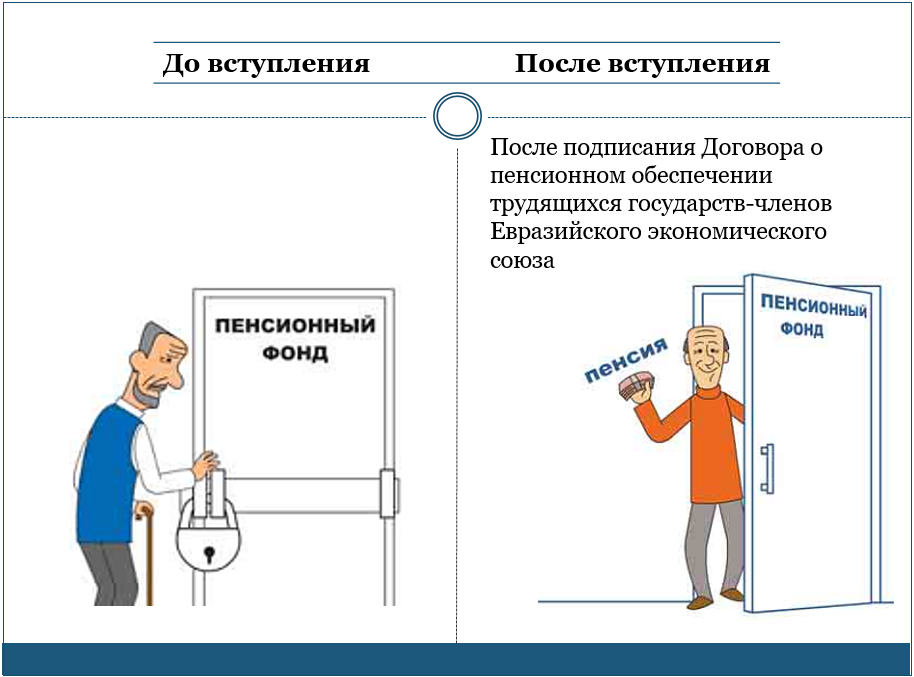 До вступления
После вступления
После подписания Договора о
пенсионном обеспечении
трудящихся государств-членов
Евразийского экономического
союза
ПЕНСИОННЫЙ
ФОНД
пенсия
ПЕНСИОННЫЙ
ФОНД